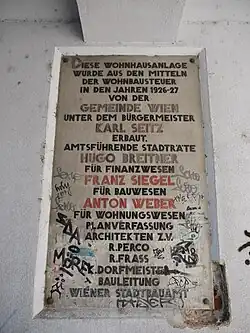 DIESE WOHNHAUSANLAGE
WURDE AUS DEN MITTELN
DER WOHNBAUSTEUER
IN DEN JAHREN 1926-27
VON DER
GEMEINDE WIEN
UNTER DEM BÜRGERMEISTER
KARL SEITZ
ERBAUT.
AMTSFÜHRENDE STADTRÄTE
HUGO BREITNER
FÜR FINANZWESEN
FRANZ SIEGEL
FÜR BAUWESEN
ANTON WEBER
FÜR WOHNUNGSWESEN
PLANVERFASSUNG
ARCHITEKTEN Z.V.
R.PERCO
R.FRASS
K.DORFMEISTER
BAULEITUNG
WIENER STADTBAUAMT